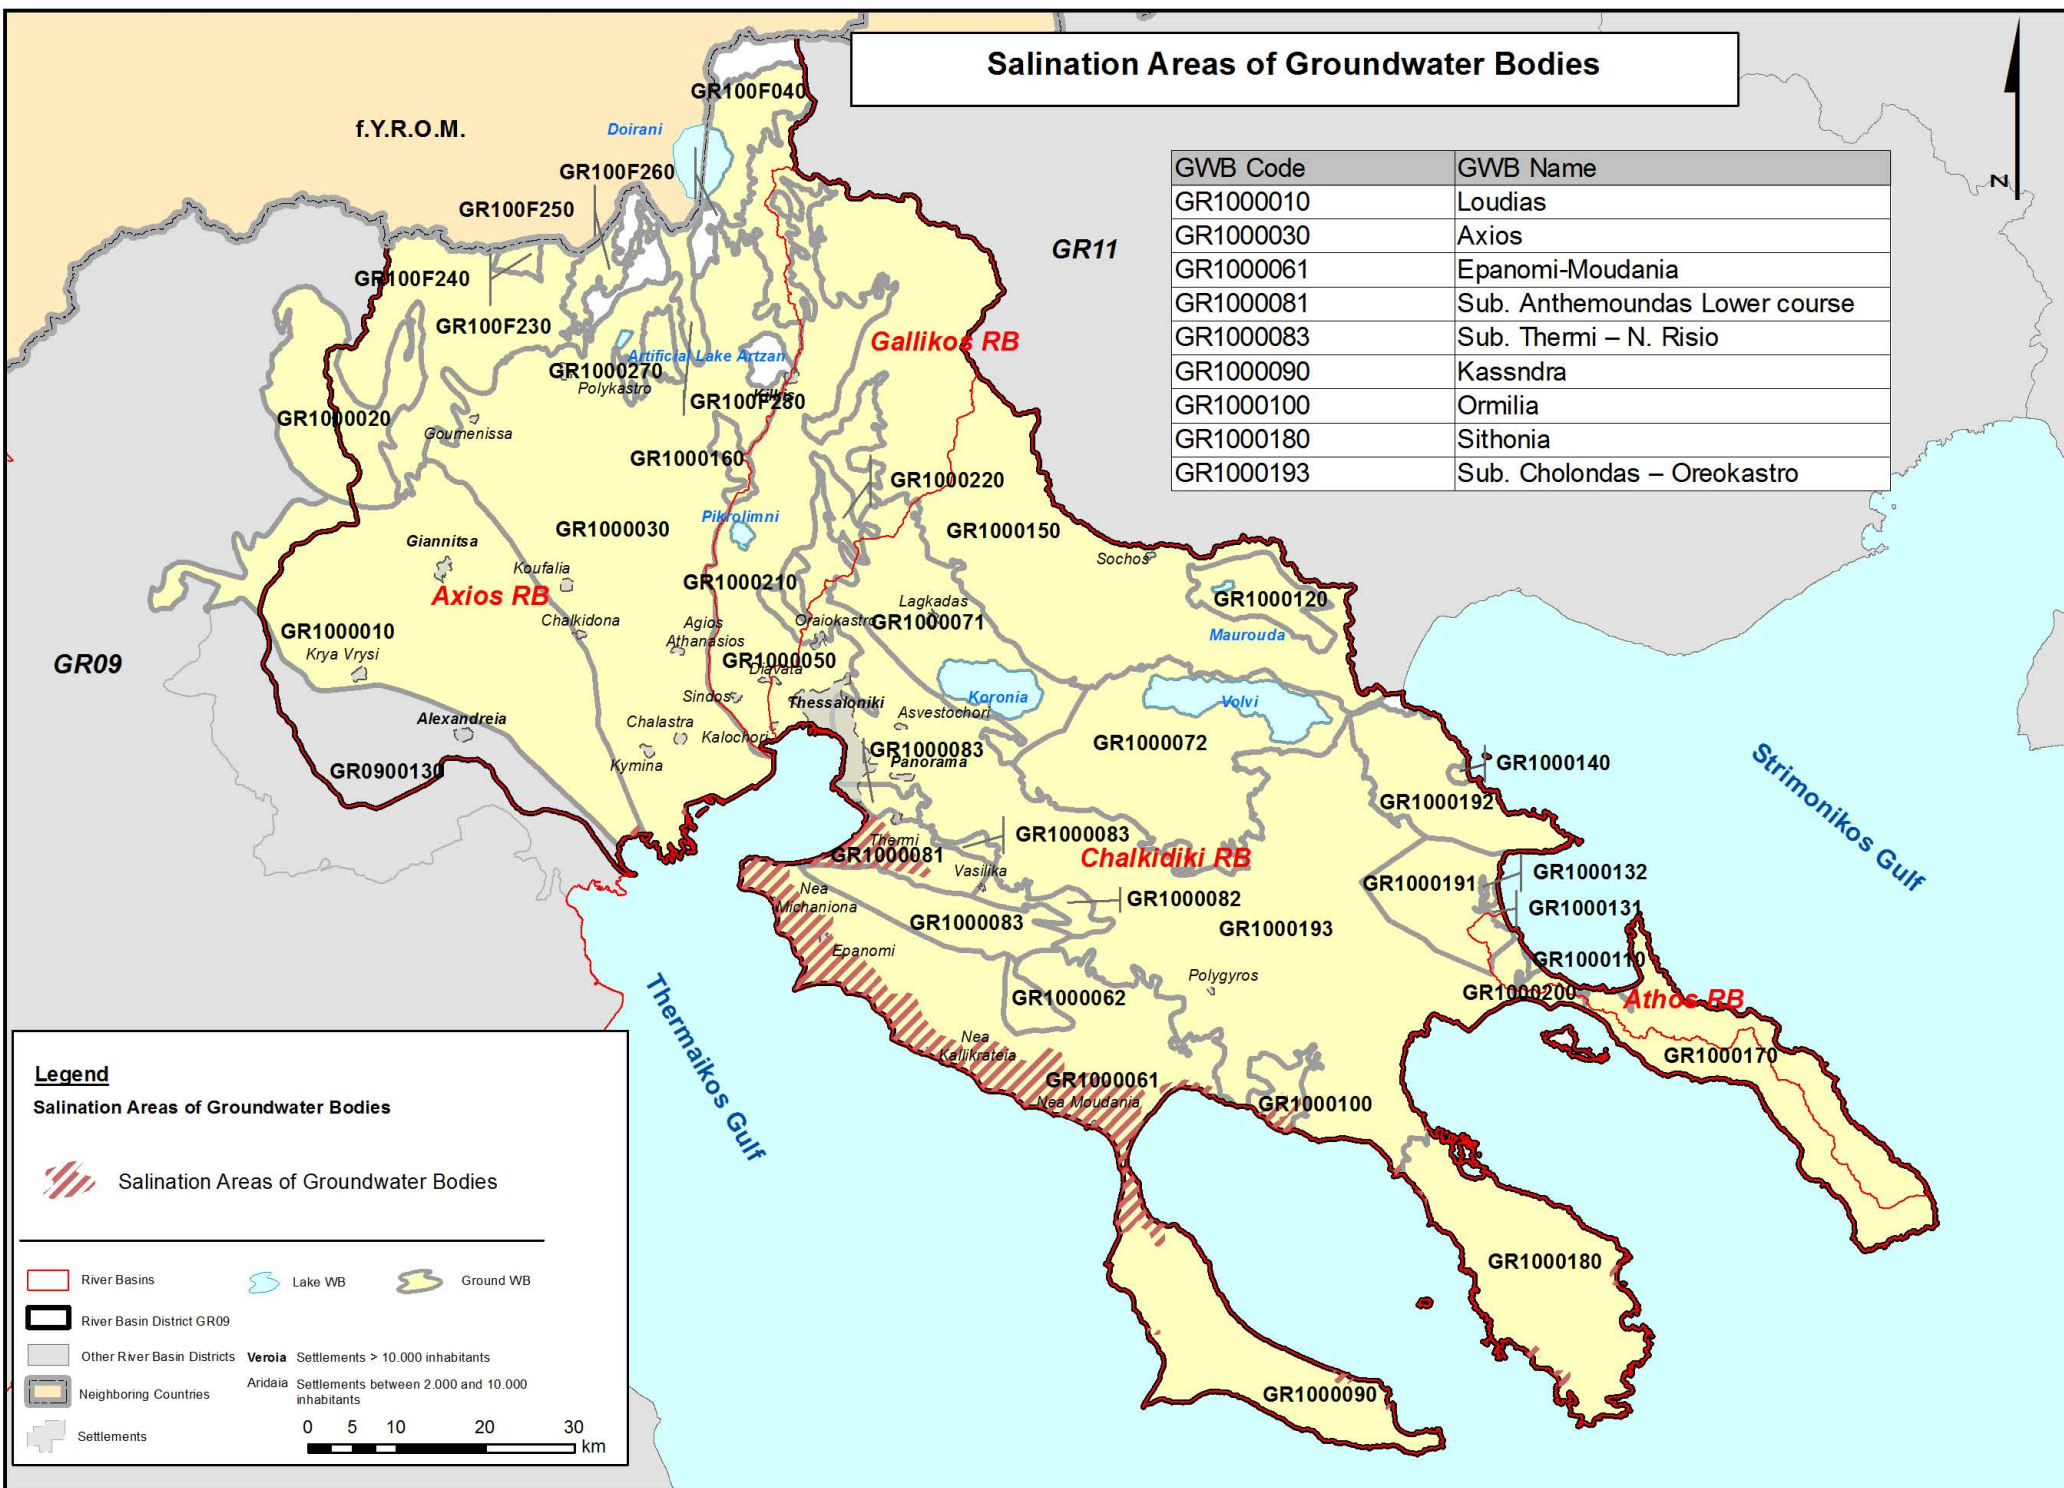 Salination Areas of Groundwater Bodies
N
f.Y.R.O.M.
GR11
GR09
GWB Code GWB Name
GR1000010 Loudias
GR1000030 Axios
GR1000061 Epanomi-Moudania
GR1000081 Sub. Anthemoundas Lower course
GR1000083 Sub. Thermi – N. Risio
GR1000090 Kassndra
GR1000100 Ormilia
GR1000180 Sithonia
GR1000193 Sub. Cholondas – Oreokastro
GR100F040
Doirani
GR100F260
GR100F250
GR100F240
GR100F230
Gallikos RB
Artificial Lake Artzan
GR1000270
Polykastro
Kilkis
GR100F280
GR1000020
Goumenissa
GR1000160
GR1000220
Pikrolimni
GR1000030
GR1000150
Giannitsa
Sochos
Koufalia
GR1000210
Axios RB
Lagkadas
GR1000120
Chalkidona
Agios
Athanasios
Oraiokastro
GR1000071
GR1000010
Maurouda
Krya Vrysi
GR1000050
Diavata
Sindos
Thessaloniki
Koronia
Volvi
Alexandreia
Chalastra
Asvestochori
Kalochori
GR1000083
GR1000072
Panorama
Kymina
GR0900130
GR1000140
GR1000192
Thermi
GR1000083
GR1000081
Chalkidiki RB
Vasilika
GR1000191
GR1000132
Nea
Michaniona
GR1000082
GR1000131
GR1000083
GR1000193
Epanomi
GR1000110
Polygyros
GR1000062
GR1000200
Athos RB
Nea
Kallikrateia
GR1000170
GR1000061
Nea Moudania
GR1000100
GR1000180
GR1000090
Strimonikos Gulf
Thermaikos Gulf
Legend
Salination Areas of Groundwater Bodies
Salination Areas of Groundwater Bodies
River Basins Lake WB Ground WB
River Basin District GR09
Other River Basin Districts Veroia Settlements > 10.000 inhabitants
Neighboring Countries Aridaia Settlements between 2.000 and 10.000
inhabitants
Settlements
0 5 10 20 30
km